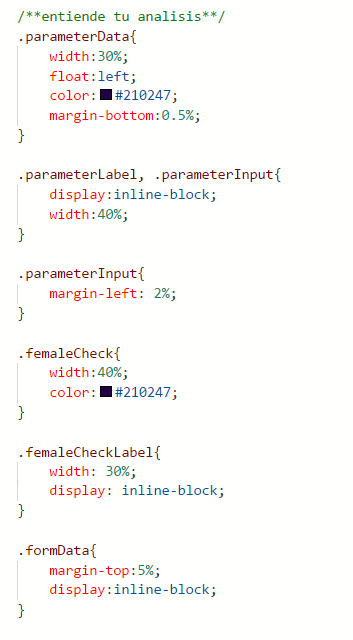 /**entiende tu analisis**/
.parameterData{
width:30%;
float:left;
color:#210247;
margin-bottom:0.5%;
}
.parameterLabel, .parameterInput{
display:inline-block;
width:40%;
}
.parameterInput{
margin-left: 2%;
}
.femaleCheck{
width:40%;
color:#210247;
}
.femaleCheckLabel{
width: 30%;
display: inline-block;
}
.formData{
margin-top:5%;
display:inline-block;
}